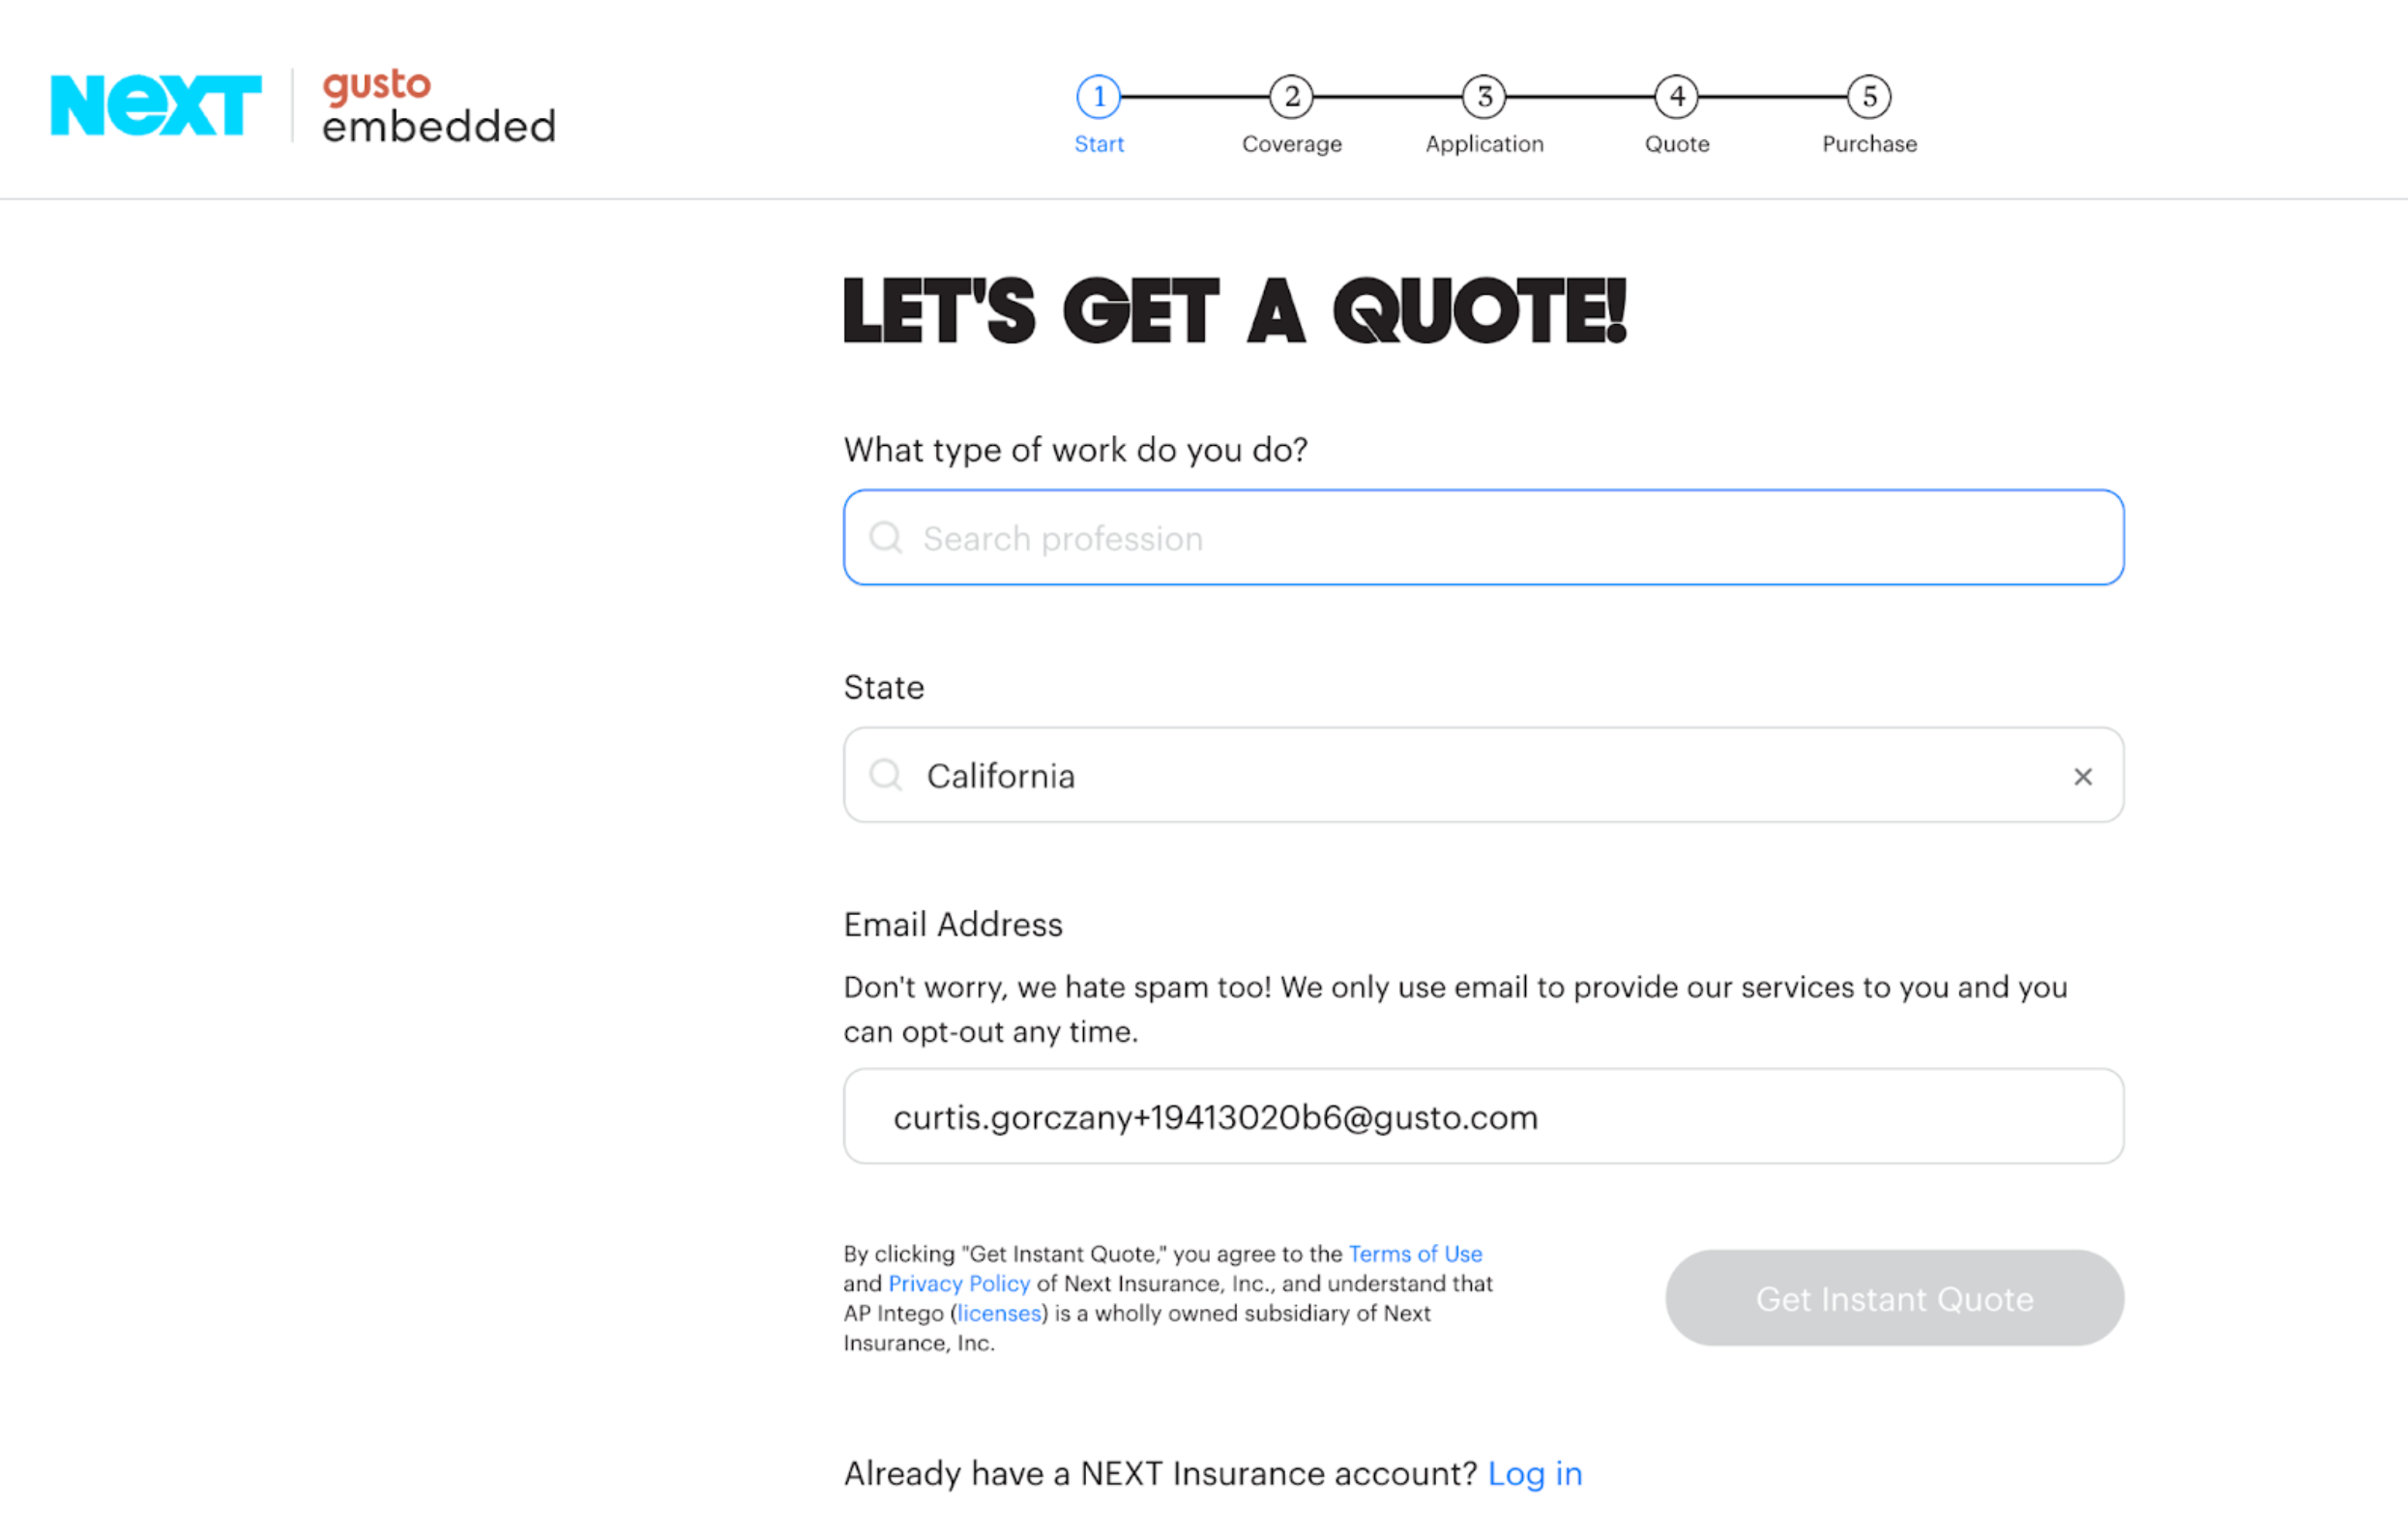 NEXT
gusto
embedded
1
2
3
4
5
Start
Coverage
Application
Quote
Purchase
LET'S GET A QUOTE!
What type of work do you do?
Search profession
State
California
×
Email Address
Don't worry, we hate spam too! We only use email to provide our services to you and you
can opt-out any time.
curtis.gorczany+19413020b6@gusto.com
By clicking "Get Instant Quote," you agree to the Terms of Use
and Privacy Policy of Next Insurance, Inc., and understand that
AP Intego (licenses) is a wholly owned subsidiary of Next
Insurance, Inc.
Get Instant Quote
Already have a NEXT Insurance account? Log in